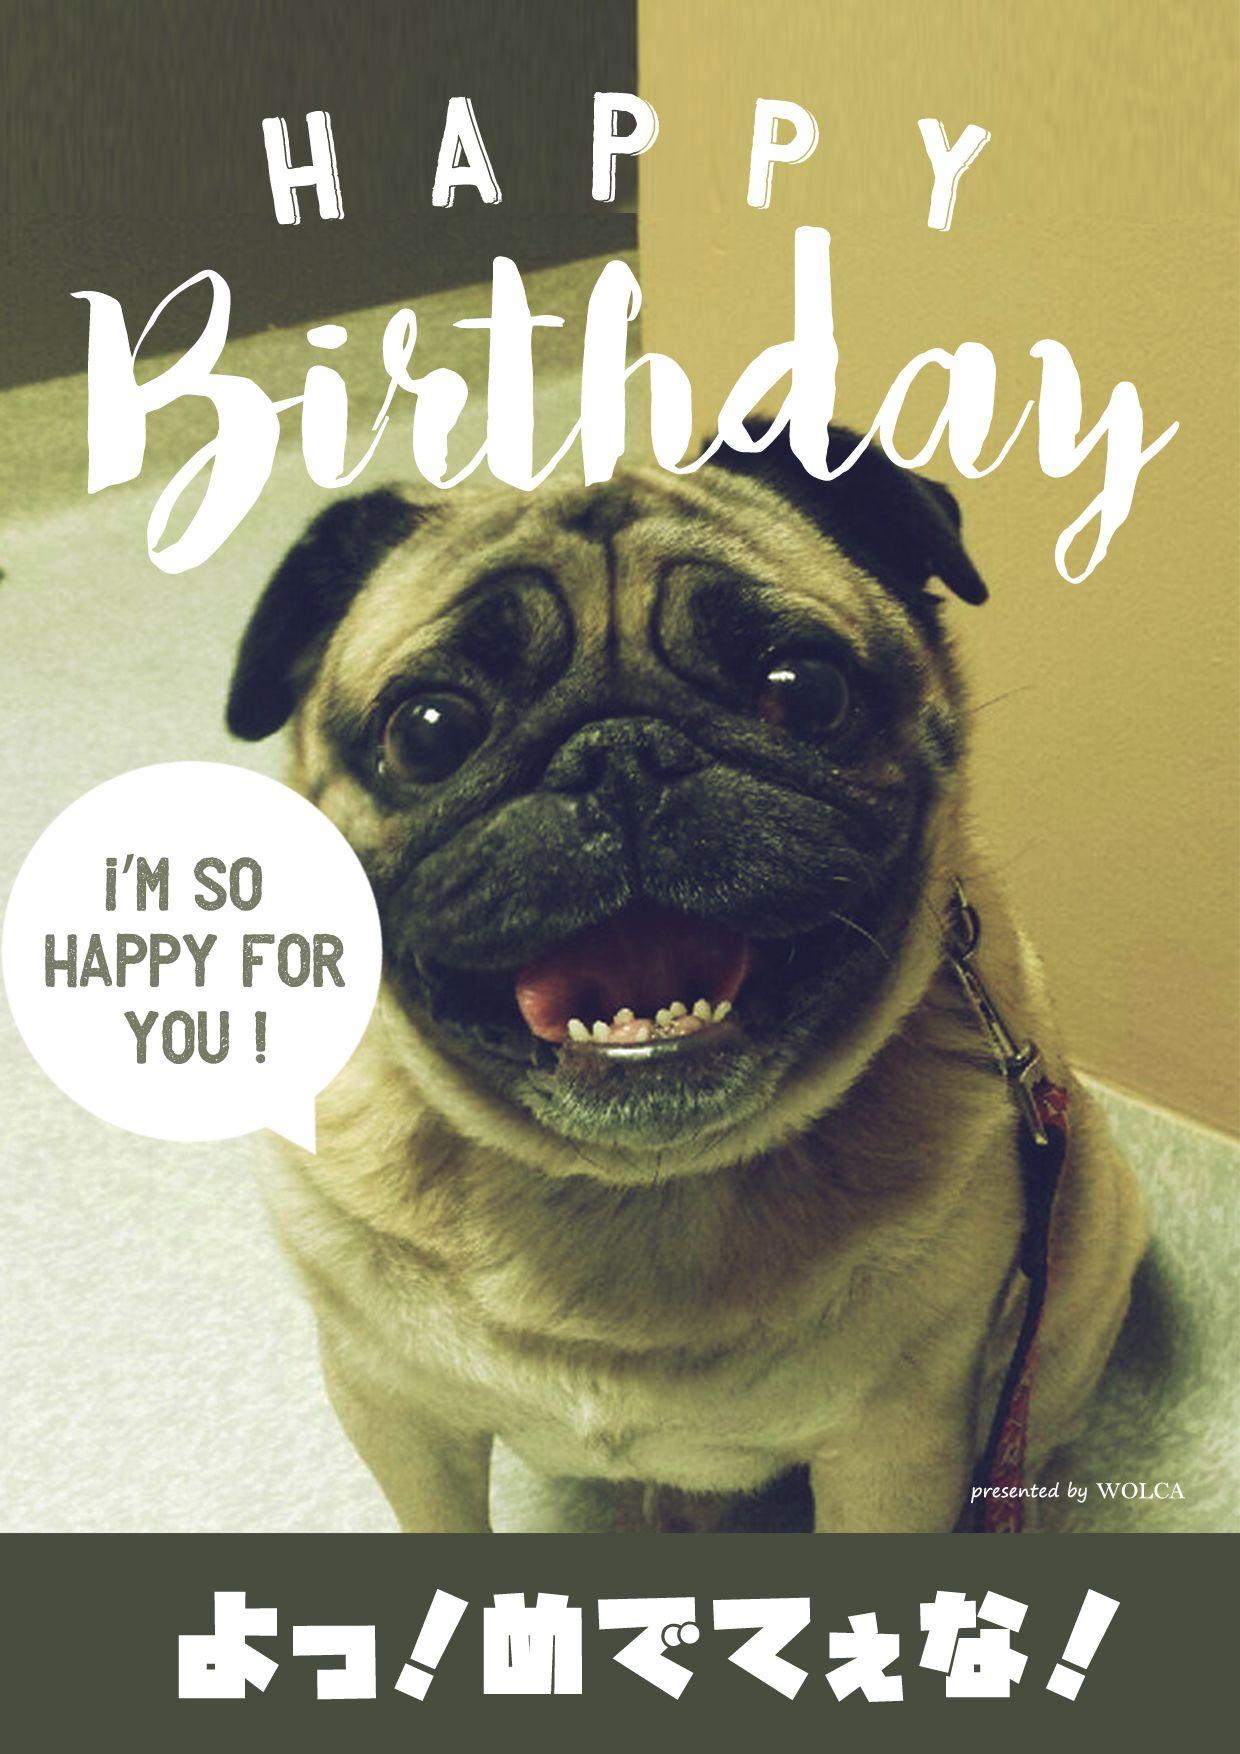 HAPPY
Birthday
i'M SO
HAPPY FOR
YOU !
presented by WOLCA
よっ!めでてぇな!